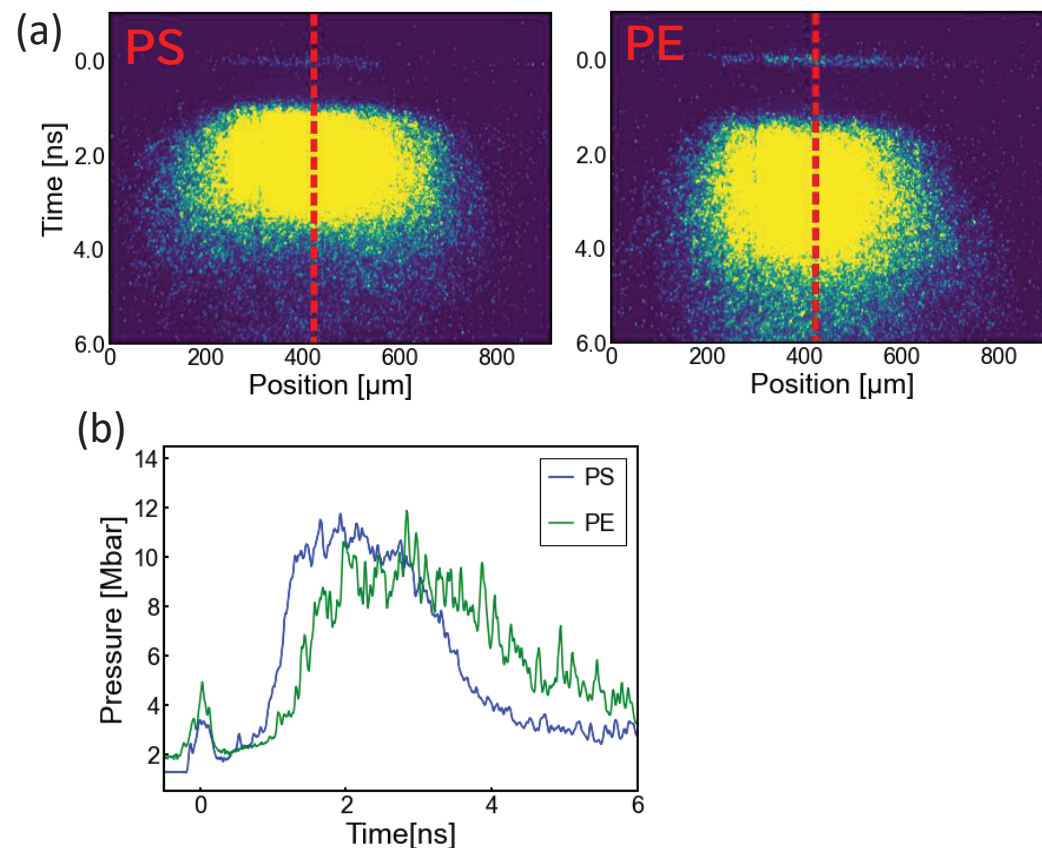 (a)
PS
PE
Time [ns]
0.0
2.0
4.0
6.0
0 200 400 600 800
Position [µm]
0.0
2.0
4.0
6.0
0 200 400 600 800
Position [µm]
(b)
Pressure [Mbar]
14
12
10
8
6
4
2
PS
PE
0 2 4 6
Time[ns]